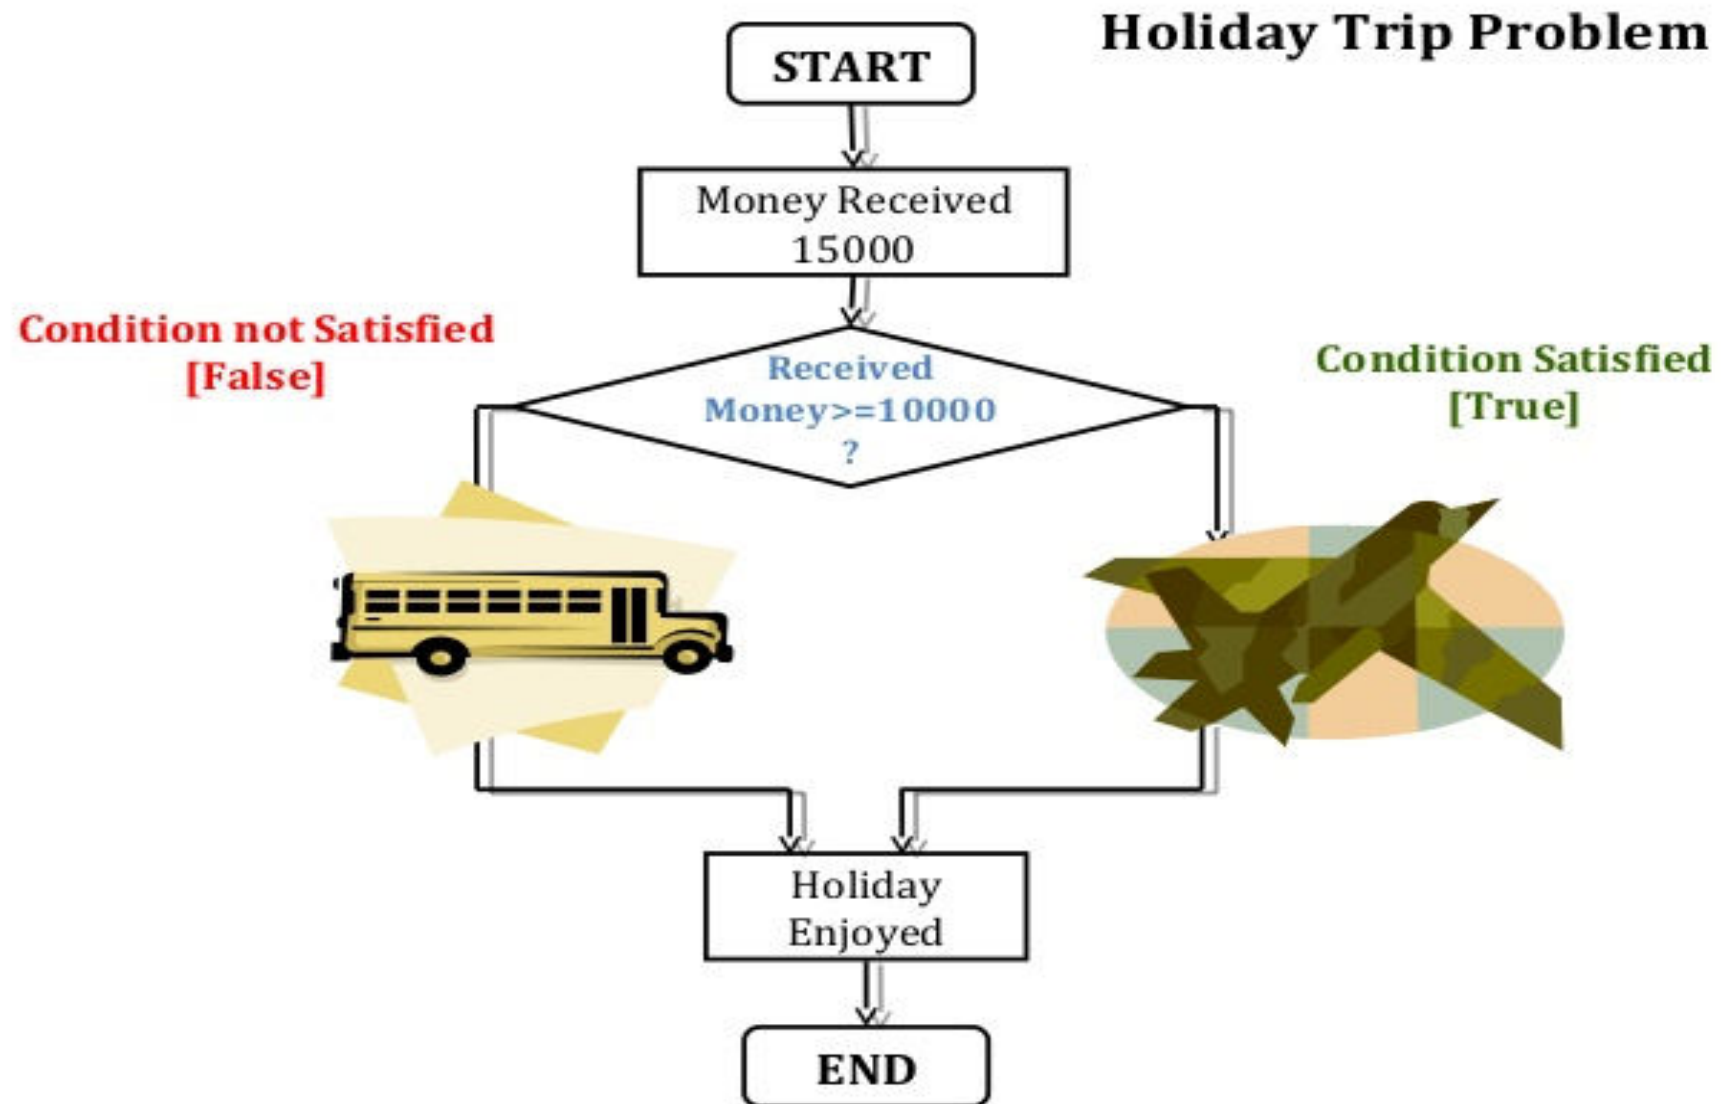 Holiday Trip Problem
START
Money Received
15000
Condition not Satisfied
[False]
Received
Money>=10000
?
Condition Satisfied
[True]
Holiday
Enjoyed
END